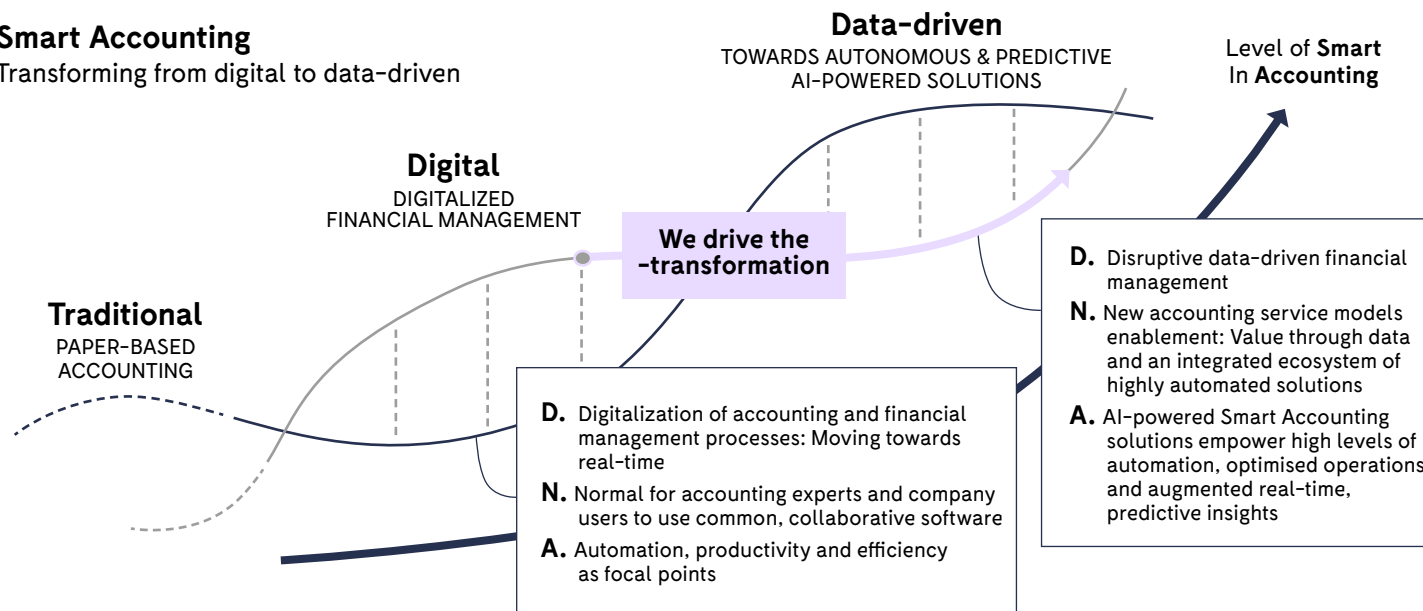 Smart Accounting
Transforming from digital to data-driven
Data-driven
TOWARDS AUTONOMOUS & PREDICTIVE
AI-POWERED SOLUTIONS
Level of Smart
In Accounting
Digital
DIGITALIZED
FINANCIAL MANAGEMENT
We drive the
-transformation
Traditional
PAPER-BASED
ACCOUNTING
D. Digitalization of accounting and financial
management processes: Moving towards
real-time
N. Normal for accounting experts and company
users to use common, collaborative software
A. Automation, productivity and efficiency
as focal points
D. Disruptive data-driven financial
management
N. New accounting service models
enablement: Value through data
and an integrated ecosystem of
highly automated solutions
A. AI-powered Smart Accounting
solutions empower high levels of
automation, optimised operations
and augmented real-time,
predictive insights